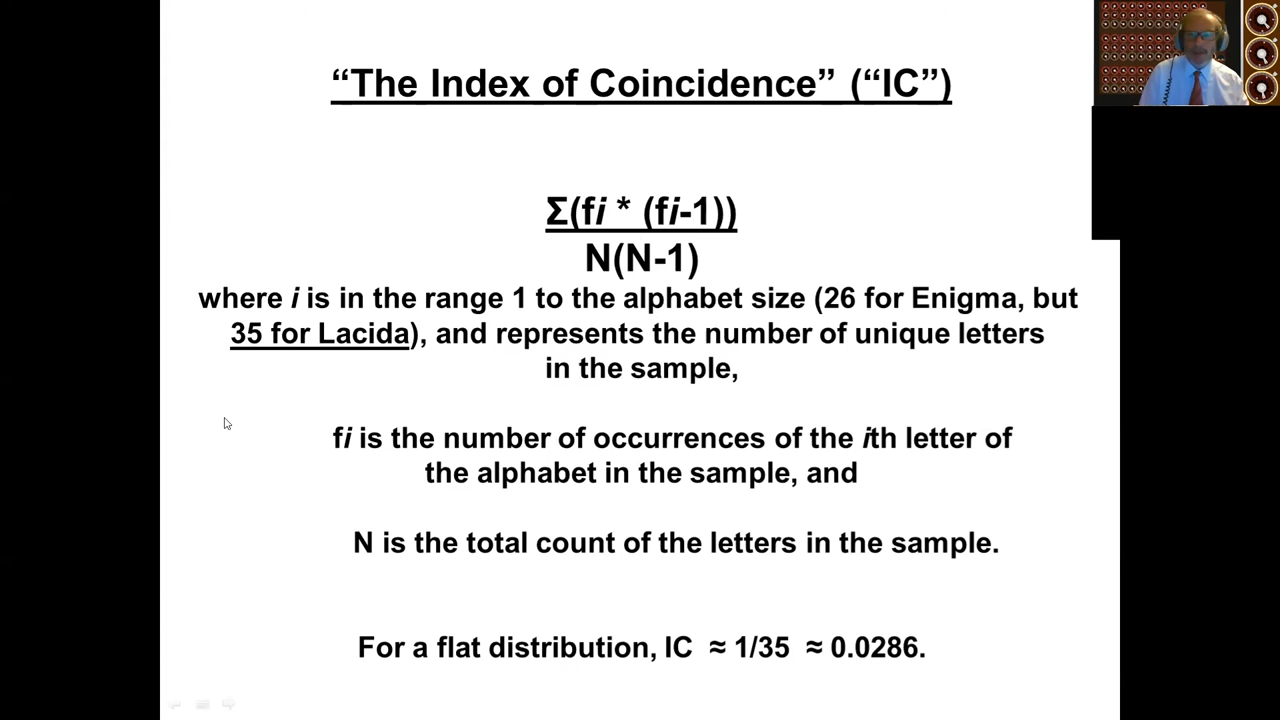 “The Index of Coincidence” (“IC”)
Σ(fi * (fi-1))
N(N-1)
where i is in the range 1 to the alphabet size (26 for Enigma, but
35 for Lacida), and represents the number of unique letters
in the sample,
fi is the number of occurrences of the ith letter of
the alphabet in the sample, and
N is the total count of the letters in the sample.
For a flat distribution, IC ≈ 1/35 ≈ 0.0286.